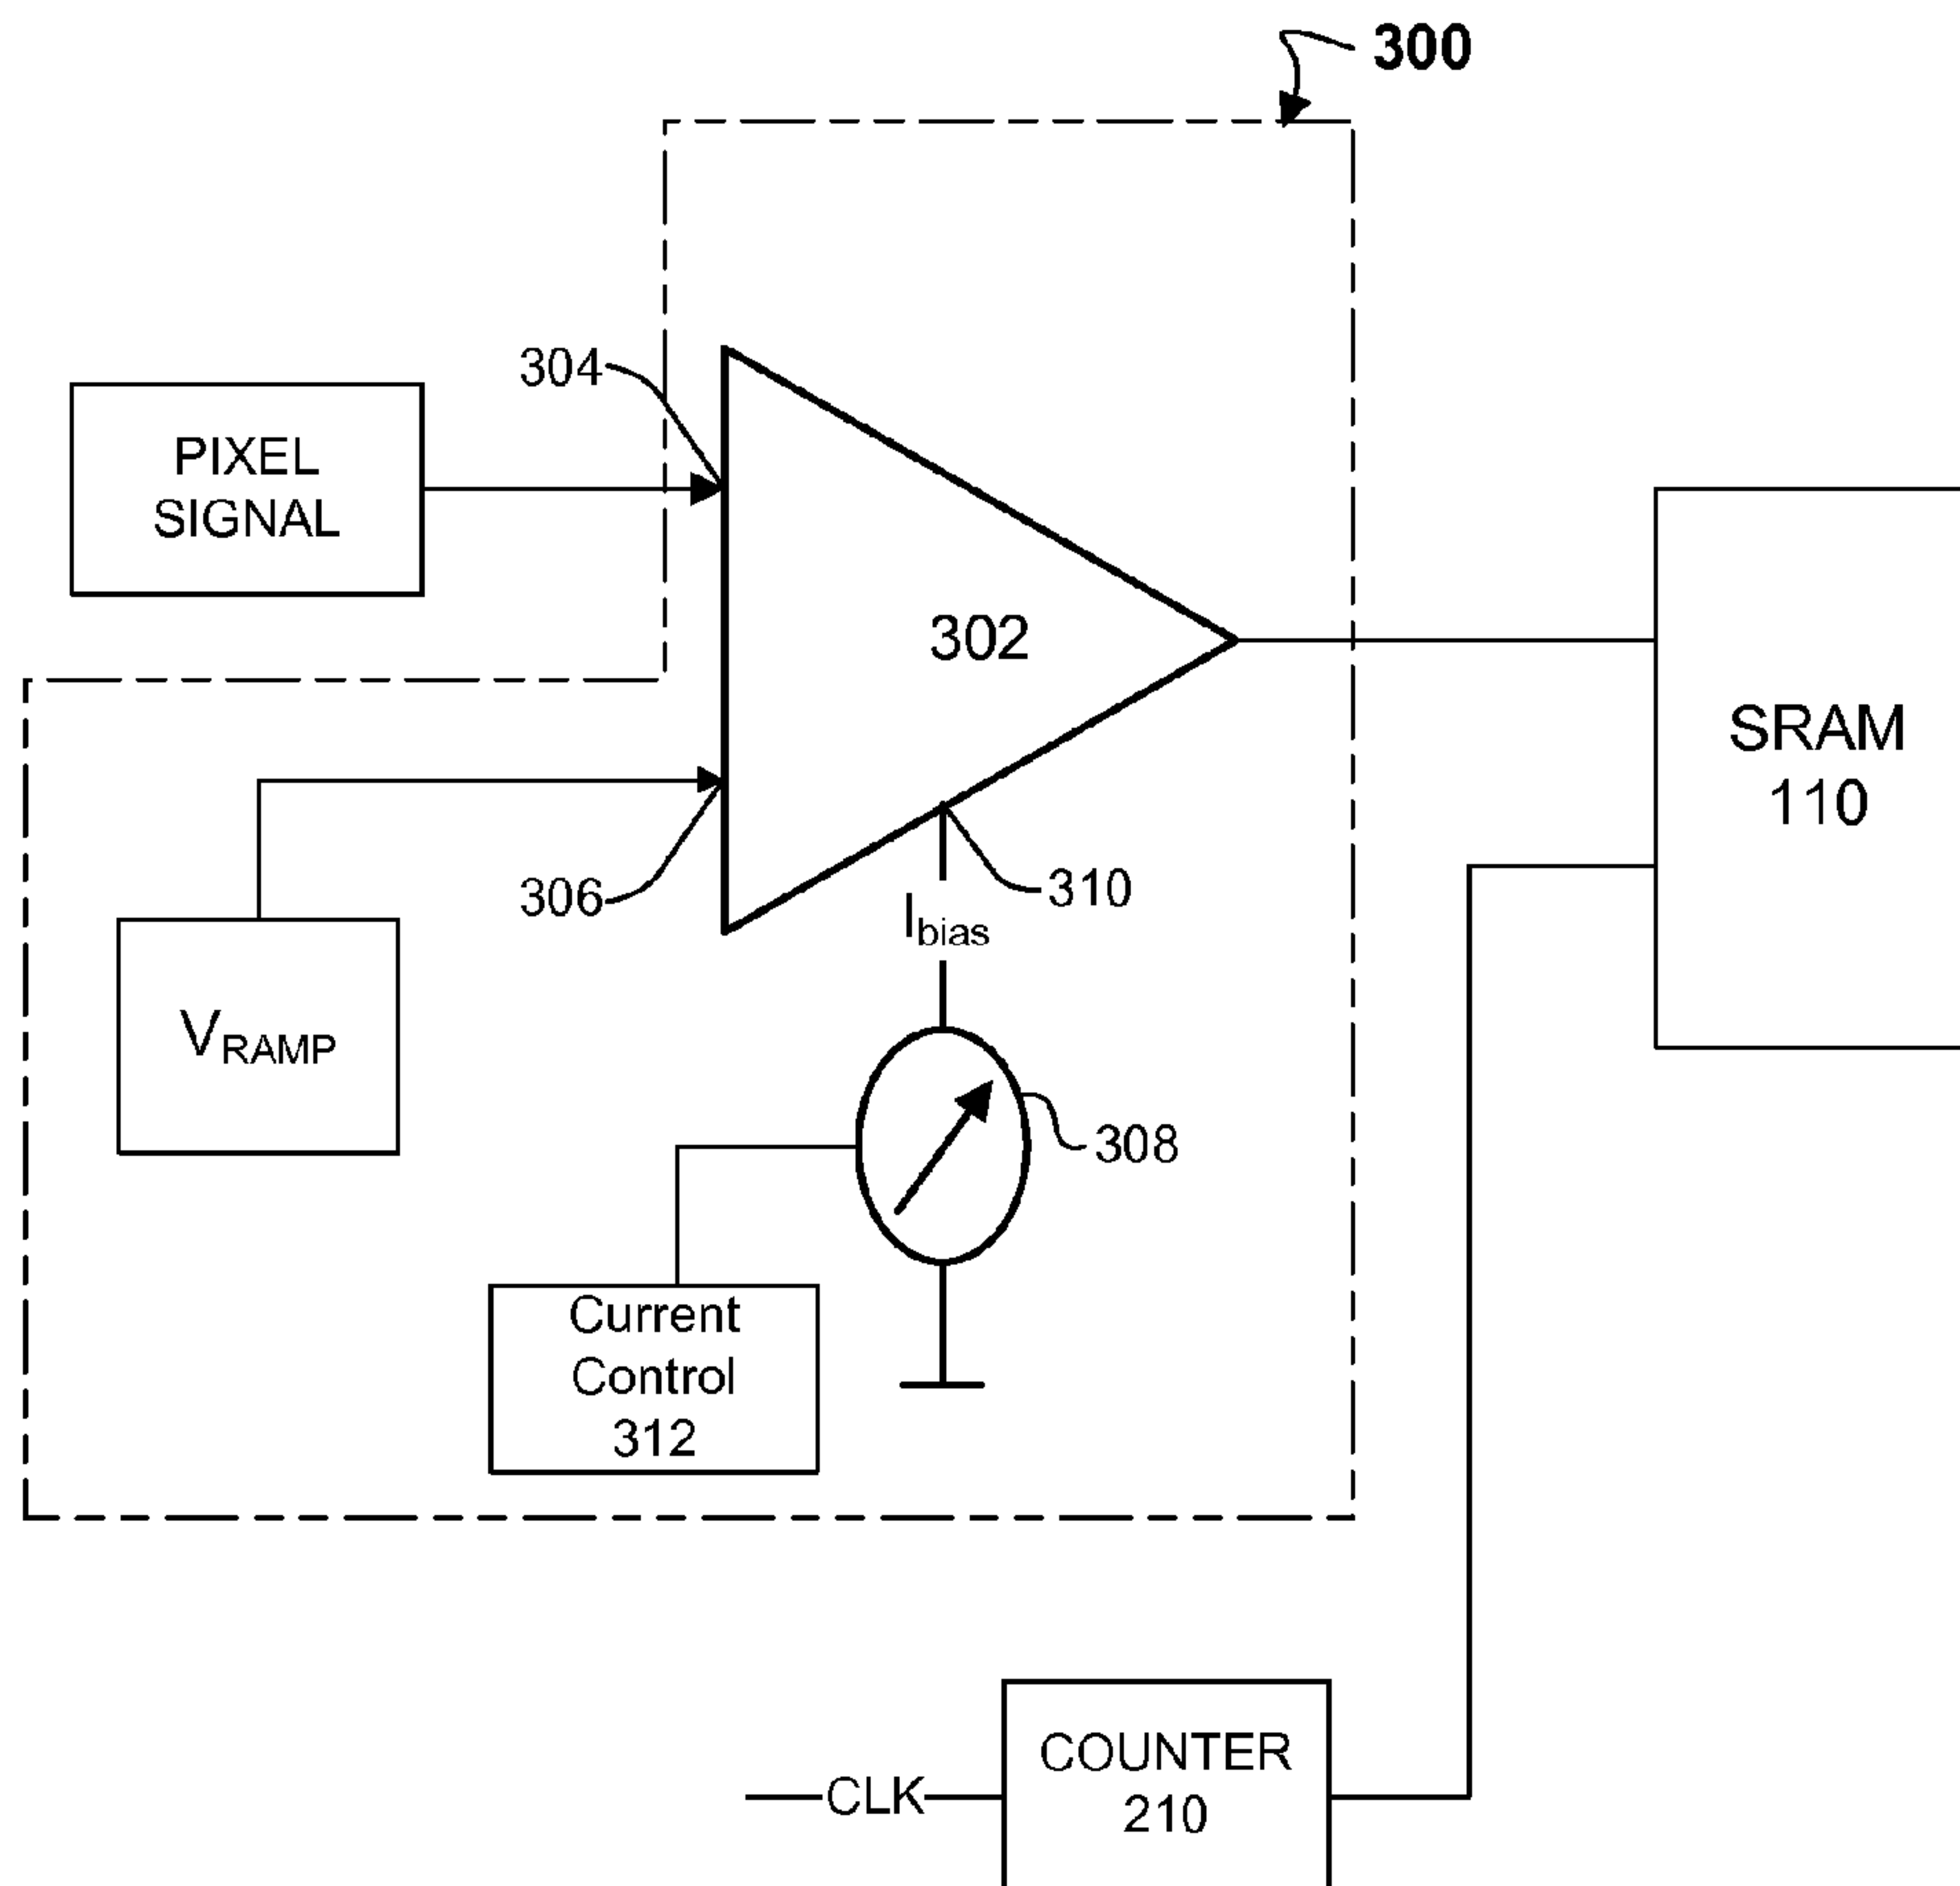 300
304
PIXEL
SIGNAL
302
SRAM
110
306
310
Ibias
VRAMP
308
Current
Control
312
COUNTER
210
CLK